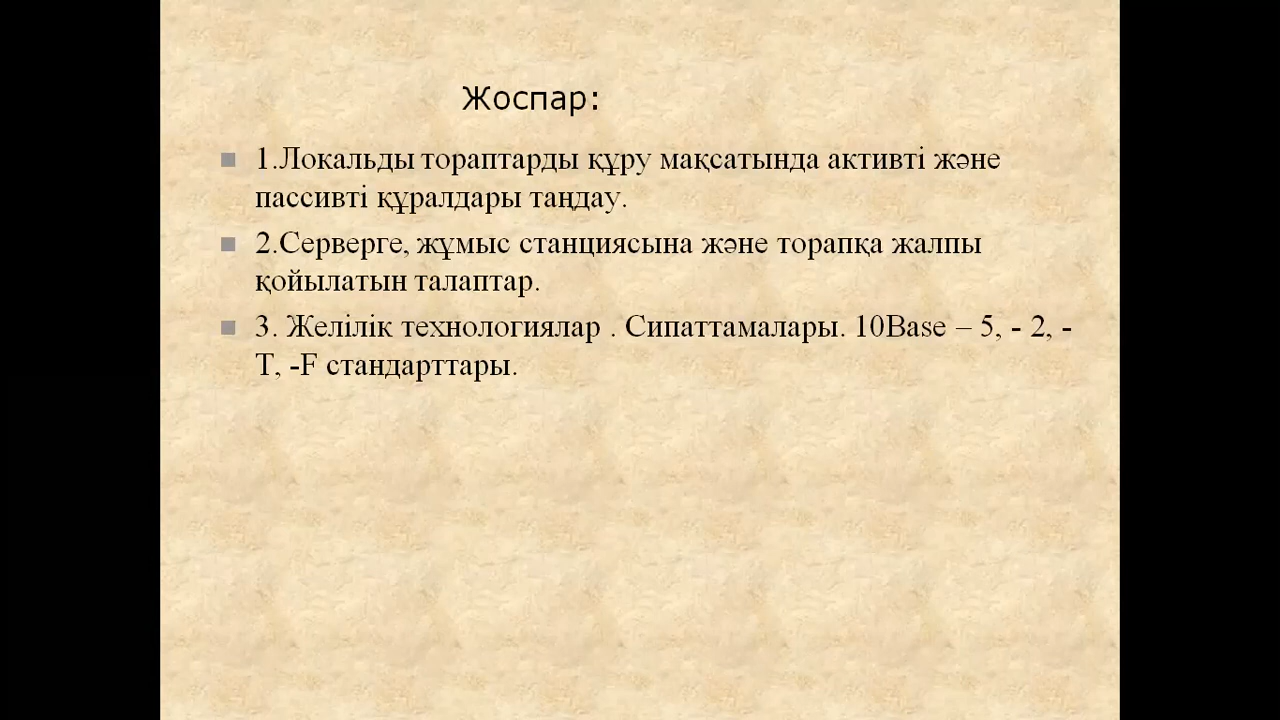 Жоспар:
1.Локальды тораптарды құру мақсатында активті және
пассивті құралдары таңдау.
2.Серверге, жұмыс станциясына және торапқа жалпы
қойылатын талаптар.
3. Желілік технологиялар . Сипаттамалары. 10Base – 5, - 2, -
T, -F стандарттары.